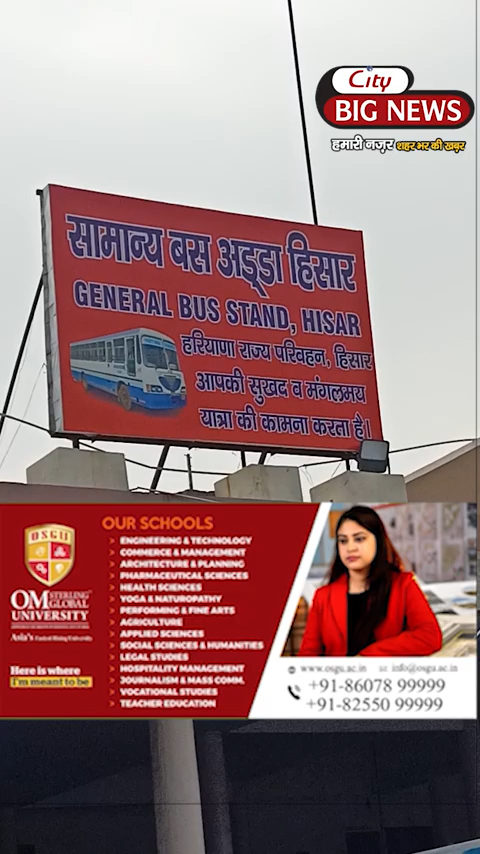 City
BIG NEWS
हमारी नज़र शहर भर की खबर
सामान्य बस अड्डा हिसार
GENERAL BUS STAND, HISAR
हरियाणा राज्य परिवहन, हिसार
आपकी सुखद व मंगलमय
यात्रा की कामना करता है।
OSGU
OM STERLING GLOBAL
UNIVERSITY
Asia's Fastest Rising University
Here is where
I'm meant to be
OUR SCHOOLS
> ENGINEERING & TECHNOLOGY
> COMMERCE & MANAGEMENT
> ARCHITECTURE & PLANNING
> PHARMACEUTICAL SCIENCES
> HEALTH SCIENCES
> YOGA & NATUROPATHY
> PERFORMING & FINE ARTS
> AGRICULTURE
> APPLIED SCIENCES
> SOCIAL SCIENCES & HUMANITIES
> LEGAL STUDIES
> HOSPITALITY MANAGEMENT
> JOURNALISM & MASS COMM.
> VOCATIONAL STUDIES
> TEACHER EDUCATION
www.osgu.ac.in info@osgu.ac.in
+91-86078 99999
+91-82550 99999